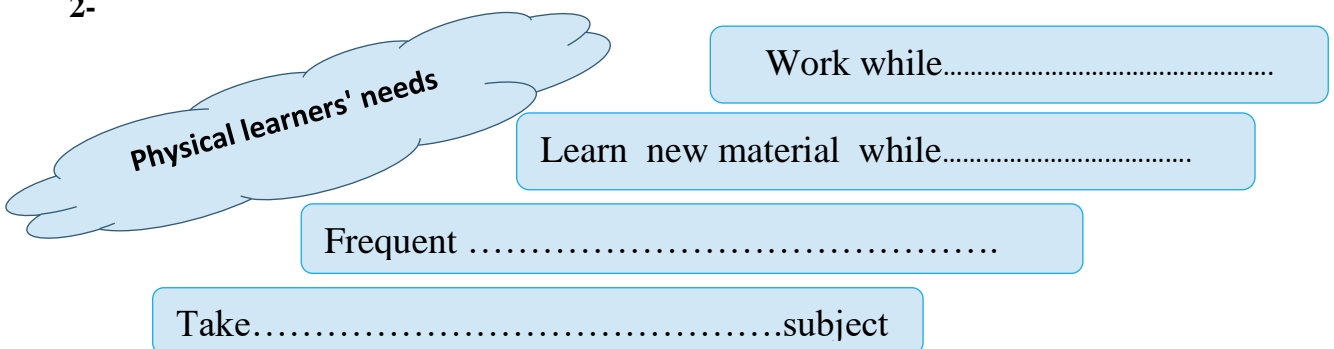 2-
Physical learners' needs
Work while……………………………………….
Learn new material while……………………………….
Frequent …………………………………….
Take…………………………………….subject